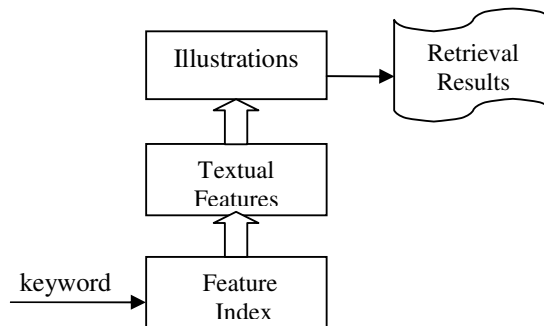 Illustrations
Retrieval
Results
Textual
Features
keyword
Feature
Index